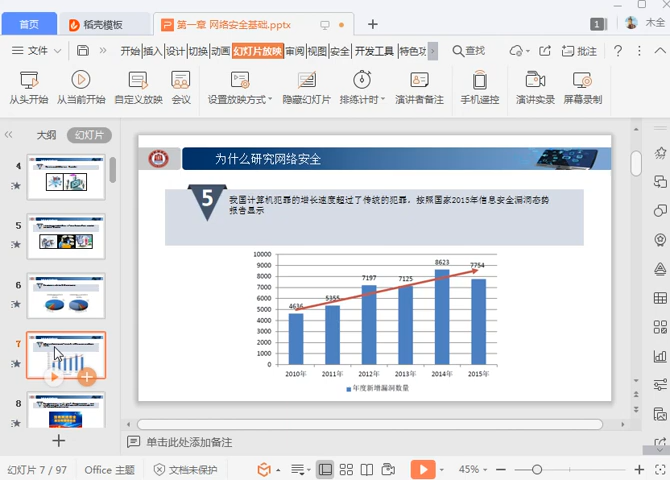 首页
稻壳模板
第一章 网络安全基础.pptx
1
木全
文件
开始 插入 设计 切换 动画 幻灯片放映 审阅 视图 安全 开发工具 特色功
查找
批注
从头开始
从当前开始
自定义放映
会议
设置放映方式
隐藏幻灯片
排练计时
演讲者备注
手机遥控
演讲实录
屏幕录制
大纲
幻灯片
4
5
6
7
8
为什么研究网络安全
5
我国计算机犯罪的增长速度超过了传统的犯罪。按照国家2015年信息安全漏洞态势
报告显示
10000
9000
8000
7000
6000
5000
4000
3000
2000
1000
0
4636
5355
7197
7125
8623
7754
2010年
2011年
2012年
2013年
2014年
2015年
年度新增漏洞数量
单击此处添加备注
幻灯片 7 / 97
Office 主题
文档未保护
45%